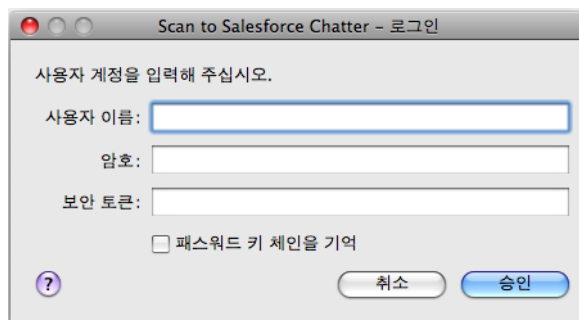 Scan to Salesforce Chatter – 로그인
사용자 계정을 입력해 주십시오.
사용자 이름:
암호:
보안 토큰:
패스워드 키 체인을 기억
? 취소 승인